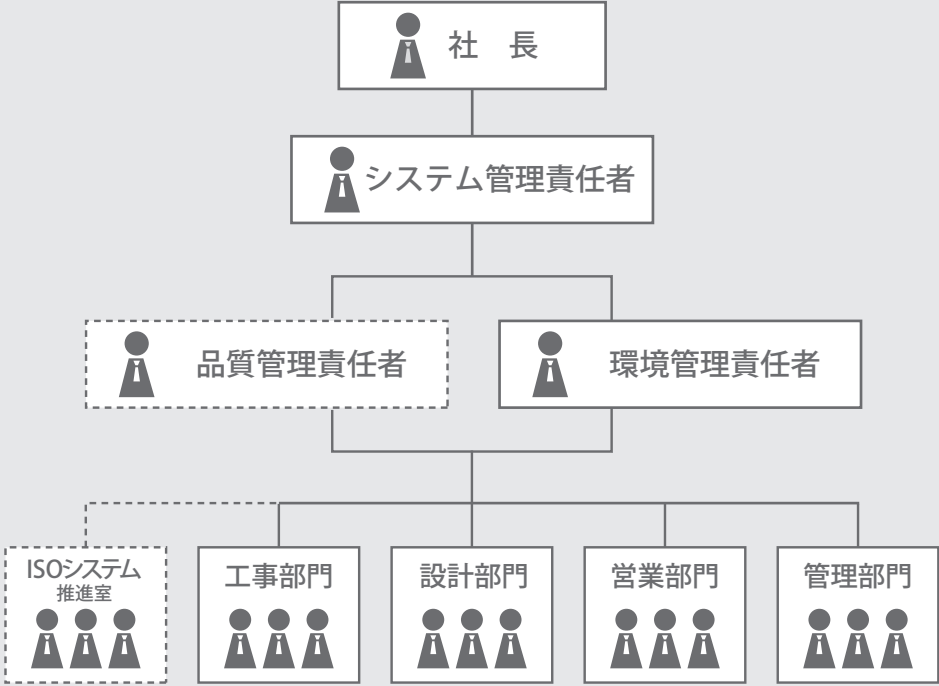 社　長
システム管理責任者
品質管理責任者
環境管理責任者
ISOシステム
推進室
工事部門
設計部門
営業部門
管理部門